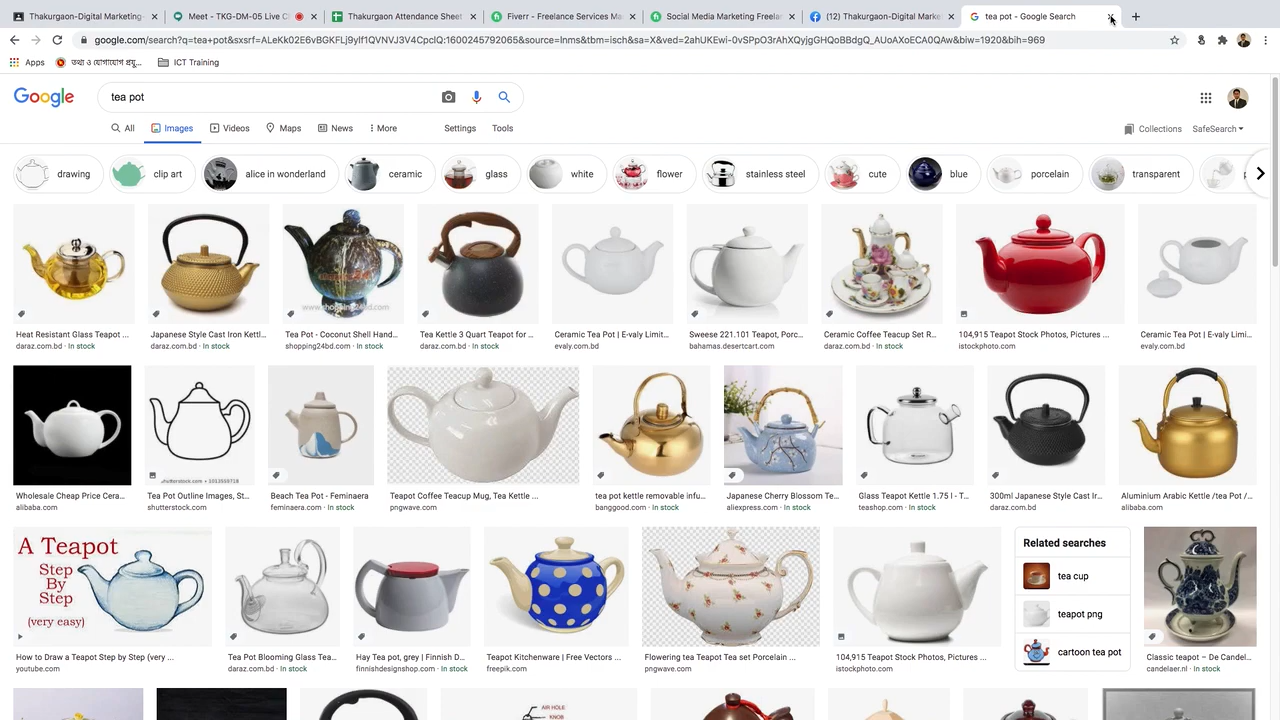 Thakurgaon-Digital Marketing-
Meet - TKG-DM-05 Live Cl
Thakurgaon Attendance Sheet
Fiverr - Freelance Services Ma
Social Media Marketing Freelan
(12) Thakurgaon-Digital Marke
tea pot - Google Search
google.com/search?q=tea+pot&sxsrf=ALeKk02E6vBGKFLj9ylf1QVNVJ3V4CpcIQ:1600245792065&source=lnms&tbm=isch&sa=X&ved=2ahUKEwi-0vSPpO3rAhXQyjgGHQoBBdgQ_AUoAXoECA0QAw&biw=1920&bih=969
Apps
তথ্য ও যোগাযোগ প্রযু...
ICT Training
Google
tea pot
All
Images
Videos
Maps
News
More
Settings
Tools
Collections
SafeSearch
drawing
clip art
alice in wonderland
ceramic
glass
white
flower
stainless steel
cute
blue
porcelain
transparent
www.shopping24bd.com
Heat Resistant Glass Teapot ...
daraz.com.bd · In stock
Japanese Style Cast Iron Kettl...
daraz.com.bd · In stock
Tea Pot - Coconut Shell Hand...
shopping24bd.com · In stock
Tea Kettle 3 Quart Teapot for ...
daraz.com.bd · In stock
Ceramic Tea Pot | E-valy Limit...
evaly.com.bd
Sweese 221.101 Teapot, Porc...
bahamas.desertcart.com
Ceramic Coffee Teacup Set R...
daraz.com.bd · In stock
104,915 Teapot Stock Photos, Pictures ...
istockphoto.com
Ceramic Tea Pot | E-valy Limit...
evaly.com.bd
Wholesale Cheap Price Cera...
alibaba.com
Tea Pot Outline Images, St...
shutterstock.com
Beach Tea Pot - Feminaera
feminaera.com · In stock
Teapot Coffee Teacup Mug, Tea Kettle ...
pngwave.com
tea pot kettle removable infu...
banggood.com · In stock
Japanese Cherry Blossom Te...
aliexpress.com · In stock
Glass Teapot Kettle 1.75 l - T...
teashop.com · In stock
300ml Japanese Style Cast Ir...
daraz.com.bd · In stock
Aluminium Arabic Kettle /tea Pot /...
alibaba.com
A Teapot
Step
By
Step
(very easy)
How to Draw a Teapot Step by Step (very ...
youtube.com
Tea Pot Blooming Glass Tea...
daraz.com.bd · In stock
Hay Tea pot, grey | Finnish D...
finnishdesignshop.com · In stock
Teapot Kitchenware | Free Vectors ...
freepik.com
Flowering tea Teapot Tea set Porcelain ...
pngwave.com
104,915 Teapot Stock Photos, Pictures ...
istockphoto.com
Related searches
tea cup
teapot png
cartoon tea pot
Classic teapot – De Candel...
candelaer.nl · In stock
AIR HOLE
KNOB